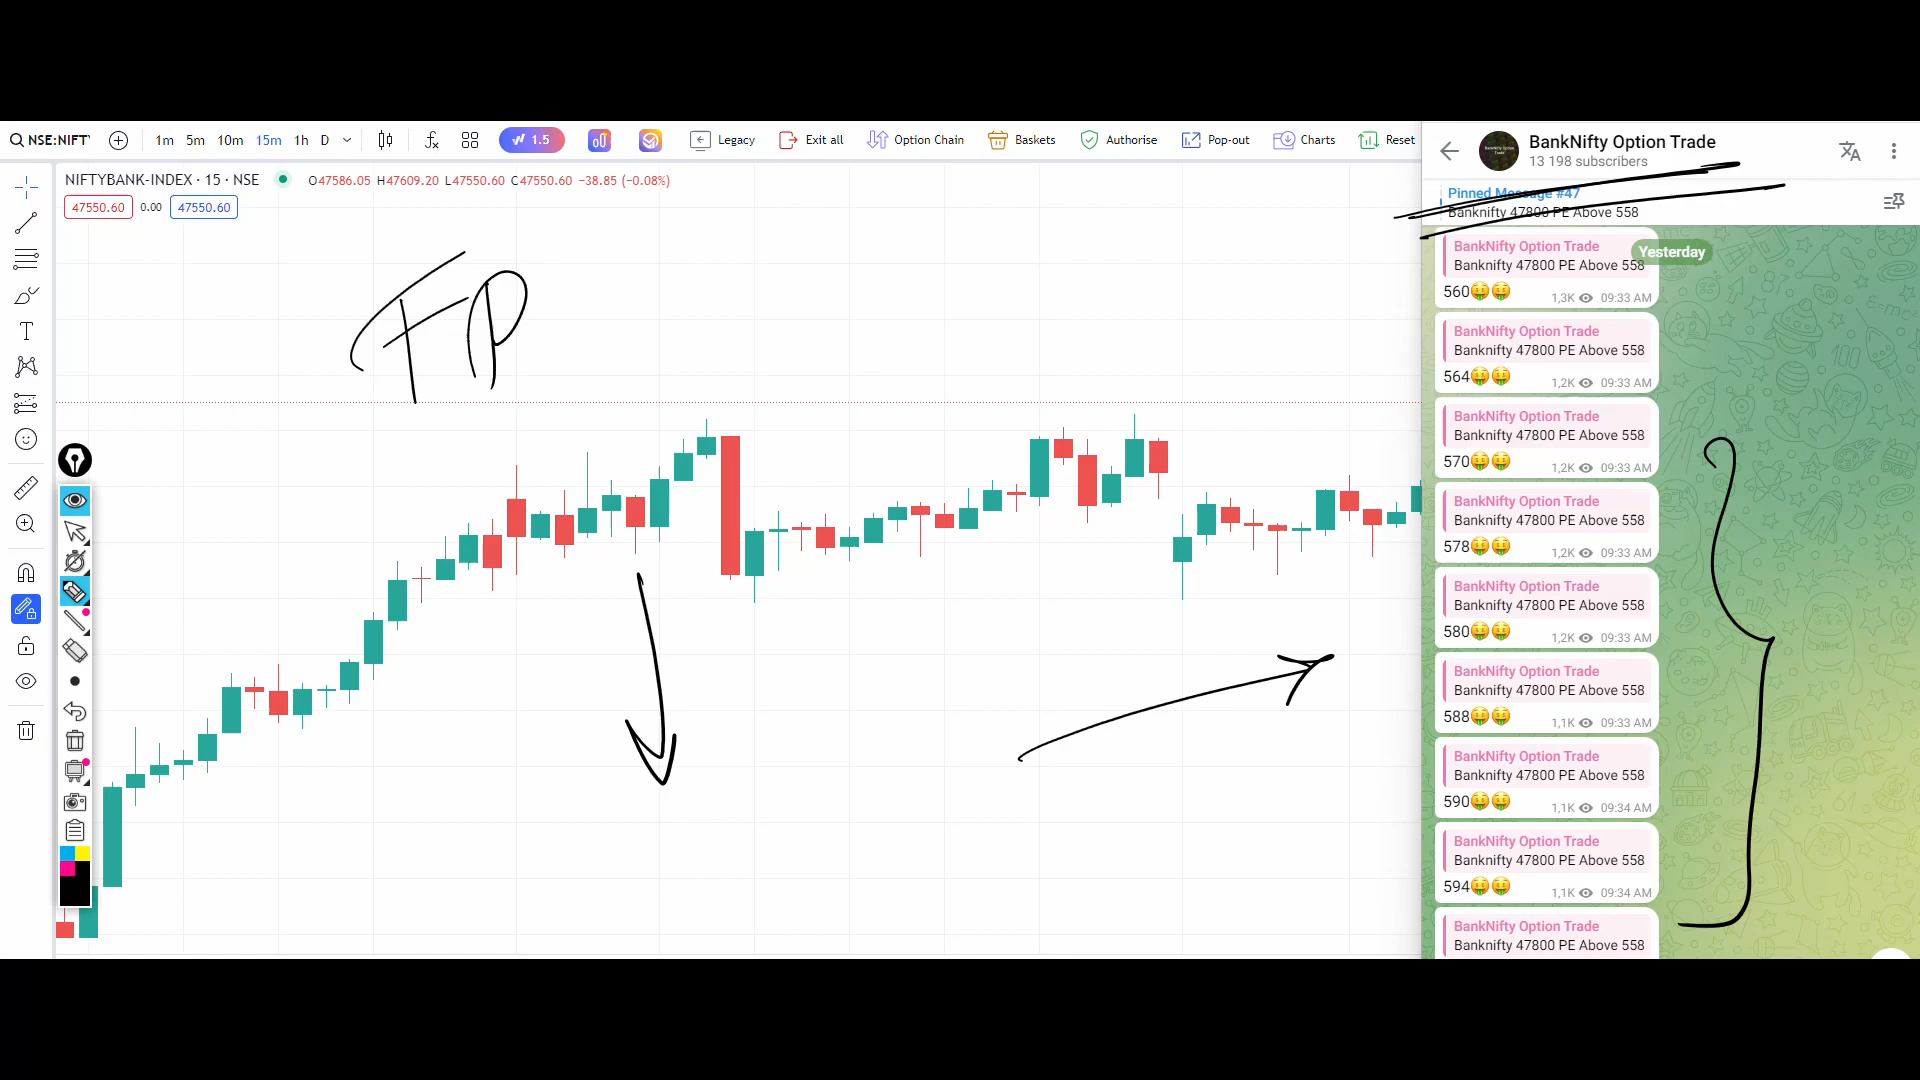 NSE:NIFTY 1m 5m 10m 15m 1h D 1.5 Legacy Exit all Option Chain Baskets Authorise Pop-out Charts Reset
NIFTYBANK-INDEX · 15 · NSE O47586.05 H47609.20 L47550.60 C47550.60 −38.85 (−0.08%)
47550.60 0.00 47550.60
FP
BankNifty Option Trade
13 198 subscribers
Pinned Message #47
Banknifty 47800 PE Above 558
Yesterday
BankNifty Option Trade
Banknifty 47800 PE Above 558
560🤑🤑 1,3K 09:33 AM
BankNifty Option Trade
Banknifty 47800 PE Above 558
564🤑🤑 1,2K 09:33 AM
BankNifty Option Trade
Banknifty 47800 PE Above 558
570🤑🤑 1,2K 09:33 AM
BankNifty Option Trade
Banknifty 47800 PE Above 558
578🤑🤑 1,2K 09:33 AM
BankNifty Option Trade
Banknifty 47800 PE Above 558
580🤑🤑 1,2K 09:33 AM
BankNifty Option Trade
Banknifty 47800 PE Above 558
588🤑🤑 1,1K 09:33 AM
BankNifty Option Trade
Banknifty 47800 PE Above 558
590🤑🤑 1,1K 09:34 AM
BankNifty Option Trade
Banknifty 47800 PE Above 558
594🤑🤑 1,1K 09:34 AM
BankNifty Option Trade
Banknifty 47800 PE Above 558